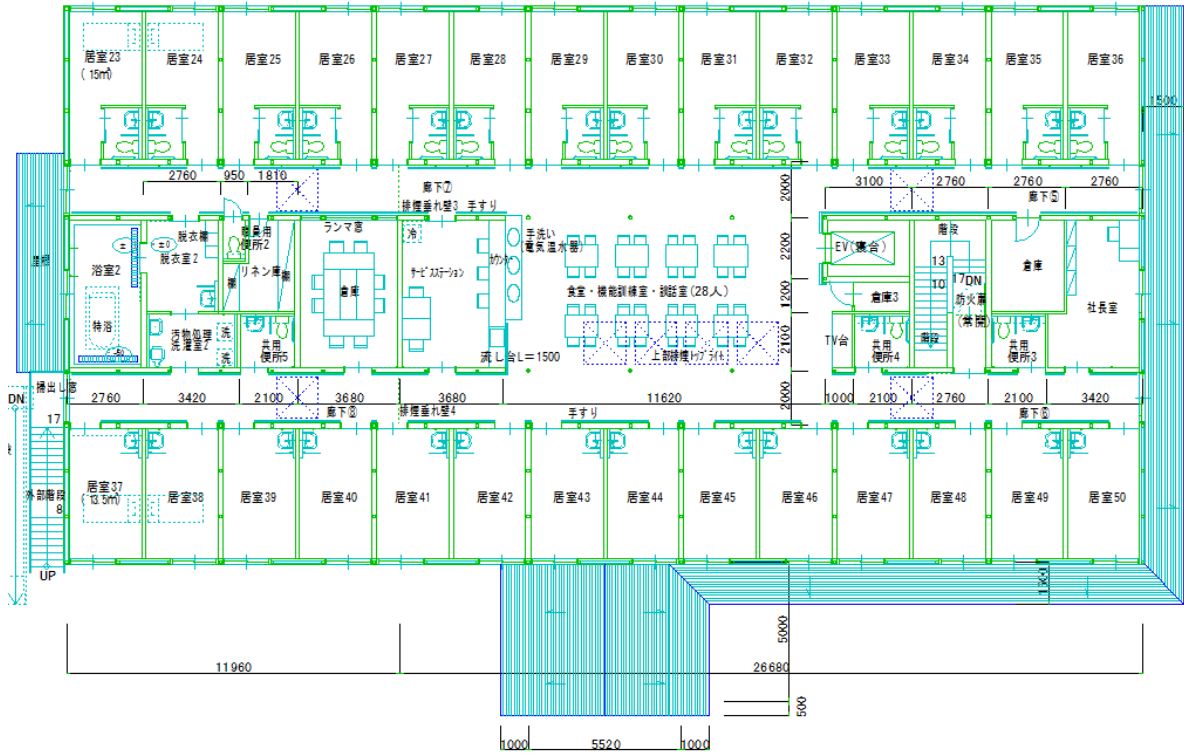 居室23
(15㎡)
居室24
居室25
居室26
居室27
居室28
居室29
居室30
居室31
居室32
居室33
居室34
居室35
居室36
1500
2760
950
1810
廊下⑦
排煙垂れ壁3 手すり
2000
3100
2760
2760
2760
廊下⑤
屋根
浴室2
特浴
脱衣棚
脱衣室2
±0
職員用
便所2
リネン庫
棚
棚
ランマ窓
倉庫
冷
サービスステーション
カウンター
手洗い
電気温水器)
食堂・機能訓練室・談話室(28人)
2200
1200
2100
EV(寝台)
倉庫3
階段
13
10
17
DN
防火扉
(常開)
倉庫
社長室
汚物処理
洗濯室2
洗
洗
共用
便所5
流し台L=1500
上部排煙トップライト
TV台
共用
便所4
階段
共用
便所3
掃出し窓
DN
17
2760
3420
2100
3680
3680
11620
2000
1000
2100
2760
2100
3420
廊下⑧
排煙垂れ壁4
手すり
廊下⑥
外部階段
8
UP
居室37
(13.5㎡)
居室38
居室39
居室40
居室41
居室42
居室43
居室44
居室45
居室46
居室47
居室48
居室49
居室50
5000
11960
26680
500
1000
5520
1000